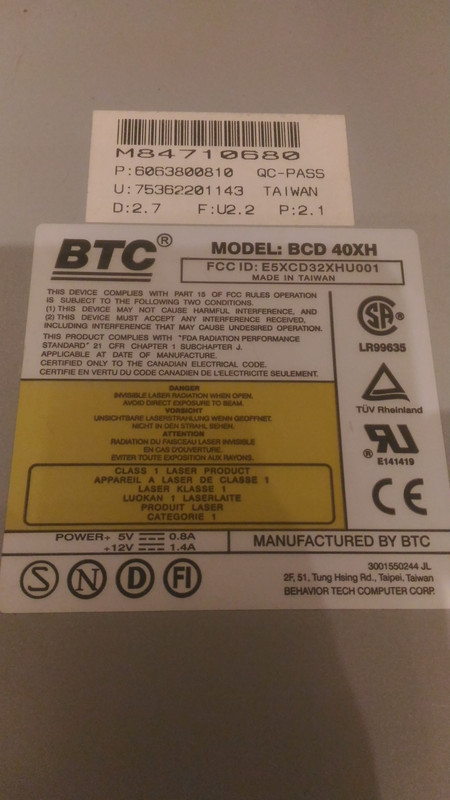 M84710680
P:6063800810 QC-PASS
U:75362201143 TAIWAN
D:2.7 F:U2.2 P:2.1
BTC®
MODEL: BCD 40XH
FCC ID: E5XCD32XHU001
MADE IN TAIWAN
THIS DEVICE COMPLIES WITH PART 15 OF FCC RULES OPERATION
IS SUBJECT TO THE FOLLOWING TWO CONDITIONS.
(1) THIS DEVICE MAY NOT CAUSE HARMFUL INTERFERENCE, AND
(2) THIS DEVICE MUST ACCEPT ANY INTERFERENCE RECEIVED,
INCLUDING INTERFERENCE THAT MAY CAUSE UNDESIRED OPERATION.
THIS PRODUCT COMPLIES WITH "FDA RADIATION PERFORMANCE
STANDARD" 21 CFR CHAPTER 1 SUBCHAPTER J.
APPLICABLE AT DATE OF MANUFACTURE.
CERTIFIED ONLY TO THE CANADIAN ELECTRICAL CODE.
CERTIFIE EN VERTU DU CODE CANADIEN DE L'ELECTRICITE SEULEMENT.
DANGER
INVISIBLE LASER RADIATION WHEN OPEN.
AVOID DIRECT EXPOSURE TO BEAM.
VORSICHT
UNSICHTBARE LASERSTRAHLUNG WENN GEOFFNET.
NICHT IN DEN STRAHL SEHEN.
ATTENTION
RADIATION DU FAISCEAU LASER INVISIBLE
EN CAS D'OUVERTURE.
EVITER TOUTE EXPOSITION AUX RAYONS.
CLASS 1 LASER PRODUCT
APPAREIL A LASER DE CLASSE 1
LASER KLASSE 1
LUOKAN 1 LASERLAITE
PRODUIT LASER
CATEGORIE 1
SA®
LR99635
TÜV Rheinland
RU®
E141419
CE
POWER+ 5V 0.8A
+12V 1.4A
MANUFACTURED BY BTC
S N D FI
3001550244 JL
2F, 51, Tung Hsing Rd., Taipei, Taiwan
BEHAVIOR TECH COMPUTER CORP.